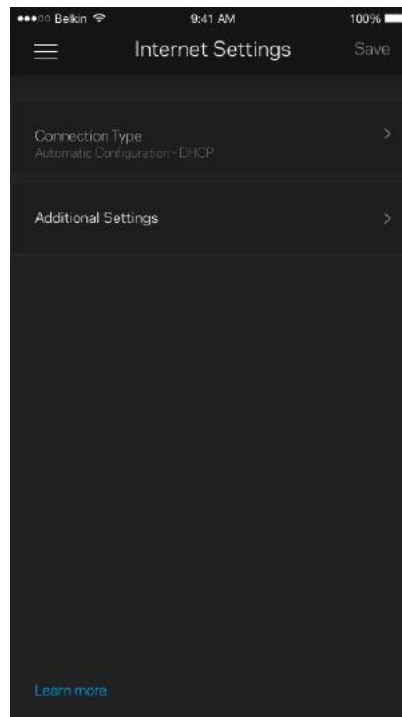 Belkin 9:41 AM 100%
Internet Settings Save
Connection Type
Automatic Configuration - DHCP
Additional Settings
Learn more